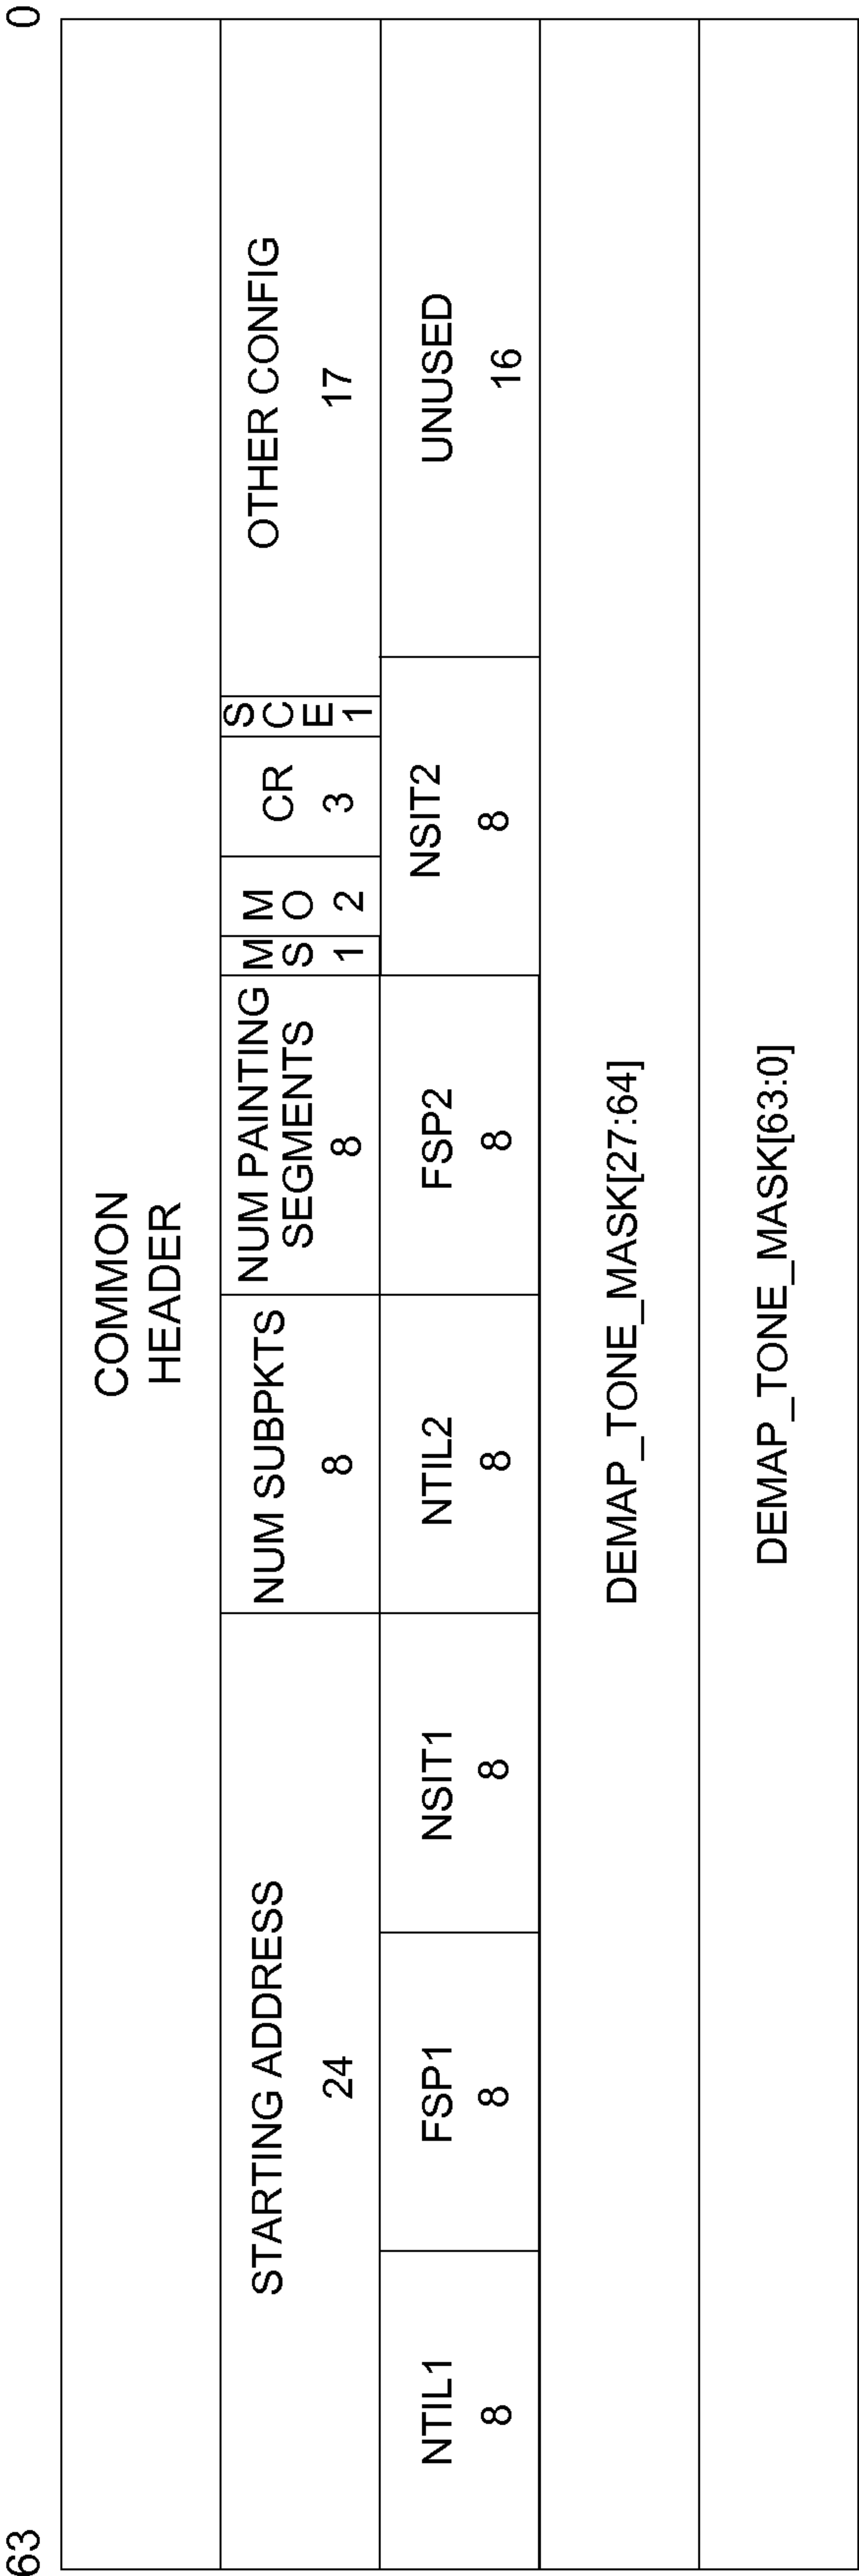 63
0
COMMON
HEADER
STARTING ADDRESS
24
NUM SUBPKTS
8
NUM PAINTING
SEGMENTS
8
M
S
1
M
O
2
CR
3
S
C
E
1
OTHER CONFIG
17
NTIL1
8
FSP1
8
NSIT1
8
NTIL2
8
FSP2
8
NSIT2
8
UNUSED
16
DEMAP_TONE_MASK[27:64]
DEMAP_TONE_MASK[63:0]